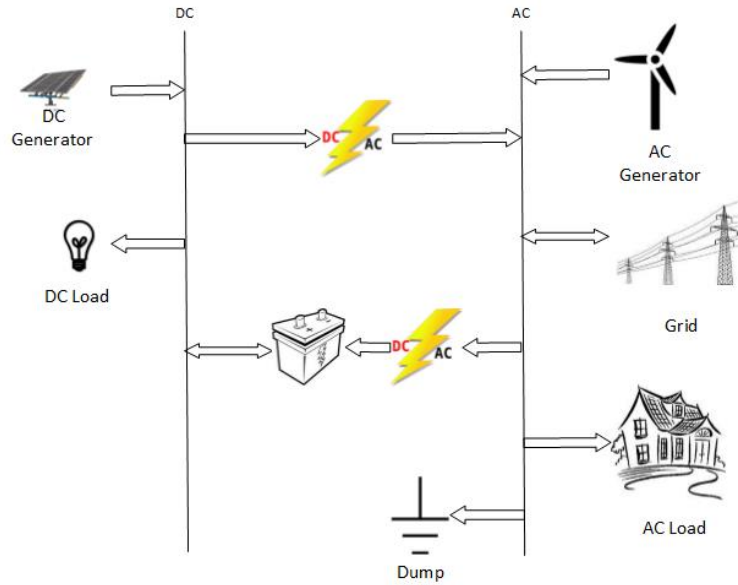 DC
AC
DC
Generator
AC
Generator
DC
AC
DC Load
Grid
DC
AC
AC Load
Dump